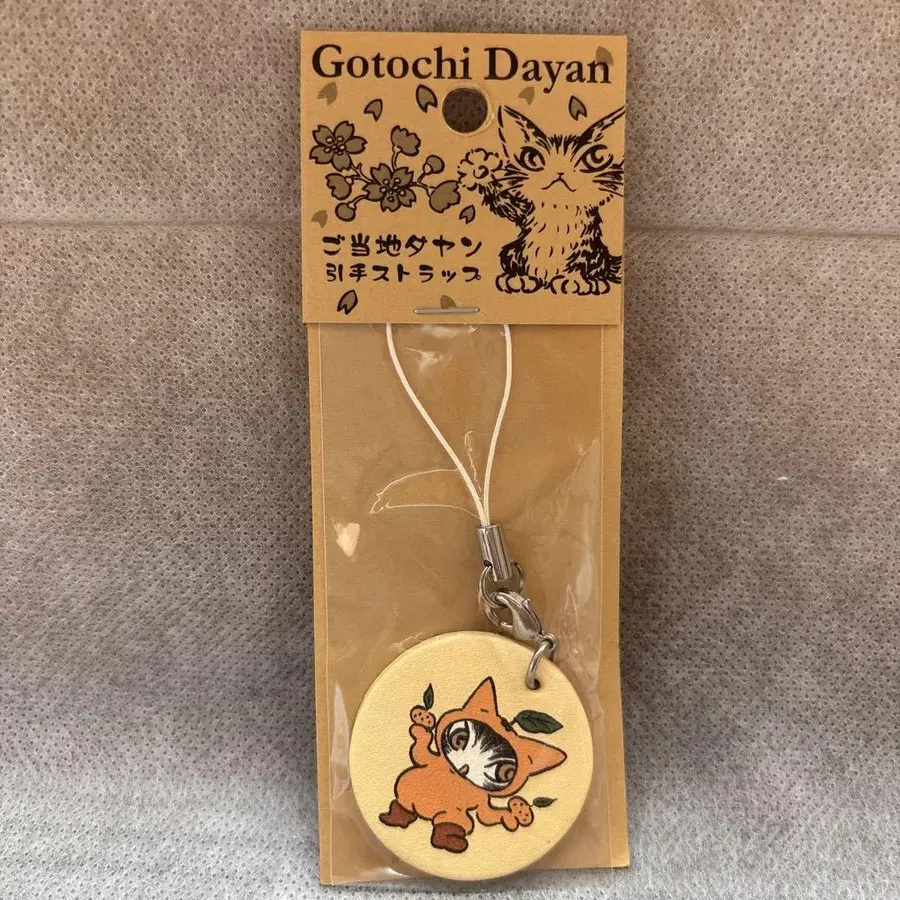 Gotochi Dayan
ご当地ダヤン
引手ストラップ